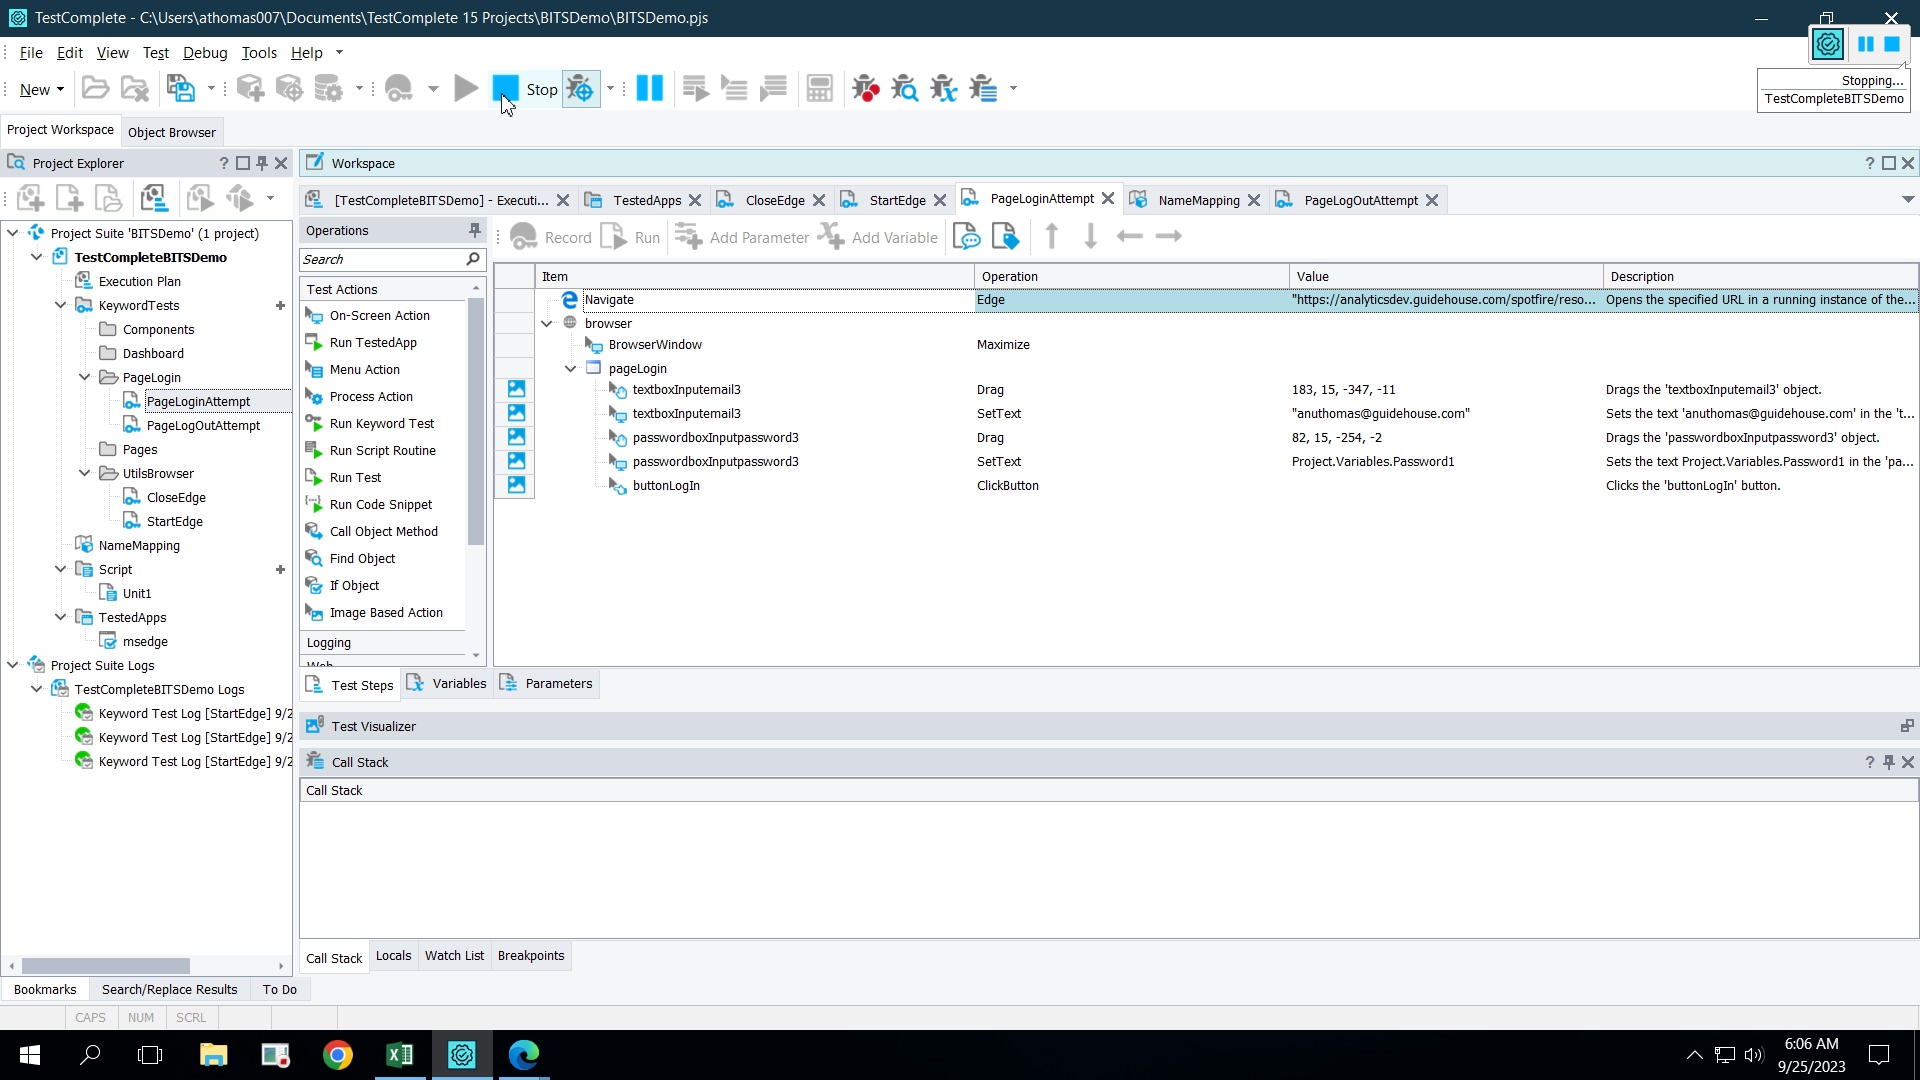 TestComplete - C:\Users\athomas007\Documents\TestComplete 15 Projects\BITSDemo\BITSDemo.pjs
File Edit View Test Debug Tools Help
New Stop
Stopping...
TestCompleteBITSDemo
Project Workspace Object Browser
Project Explorer ?
Workspace ?
[TestCompleteBITSDemo] - Executi... TestedApps CloseEdge StartEdge PageLoginAttempt NameMapping PageLogOutAttempt
Operations
Record Run Add Parameter Add Variable
Search
Item Operation Value Description
Project Suite 'BITSDemo' (1 project)
TestCompleteBITSDemo
Execution Plan
KeywordTests
Components
Dashboard
PageLogin
PageLoginAttempt
PageLogOutAttempt
Pages
UtilsBrowser
CloseEdge
StartEdge
NameMapping
Script
Unit1
TestedApps
msedge
Project Suite Logs
TestCompleteBITSDemo Logs
Keyword Test Log [StartEdge] 9/2
Keyword Test Log [StartEdge] 9/2
Keyword Test Log [StartEdge] 9/2
Test Actions
On-Screen Action
Run TestedApp
Menu Action
Process Action
Run Keyword Test
Run Script Routine
Run Test
Run Code Snippet
Call Object Method
Find Object
If Object
Image Based Action
Logging
Web
Navigate Edge "https://analyticsdev.guidehouse.com/spotfire/reso... Opens the specified URL in a running instance of the...
browser
BrowserWindow Maximize
pageLogin
textboxInputemail3 Drag 183, 15, -347, -11 Drags the 'textboxInputemail3' object.
textboxInputemail3 SetText "anuthomas@guidehouse.com" Sets the text 'anuthomas@guidehouse.com' in the 't...
passwordboxInputpassword3 Drag 82, 15, -254, -2 Drags the 'passwordboxInputpassword3' object.
passwordboxInputpassword3 SetText Project.Variables.Password1 Sets the text Project.Variables.Password1 in the 'pa...
buttonLogIn ClickButton Clicks the 'buttonLogIn' button.
Test Steps Variables Parameters
Test Visualizer
Call Stack ?
Call Stack
Call Stack Locals Watch List Breakpoints
Bookmarks Search/Replace Results To Do
CAPS NUM SCRL
6:06 AM
9/25/2023